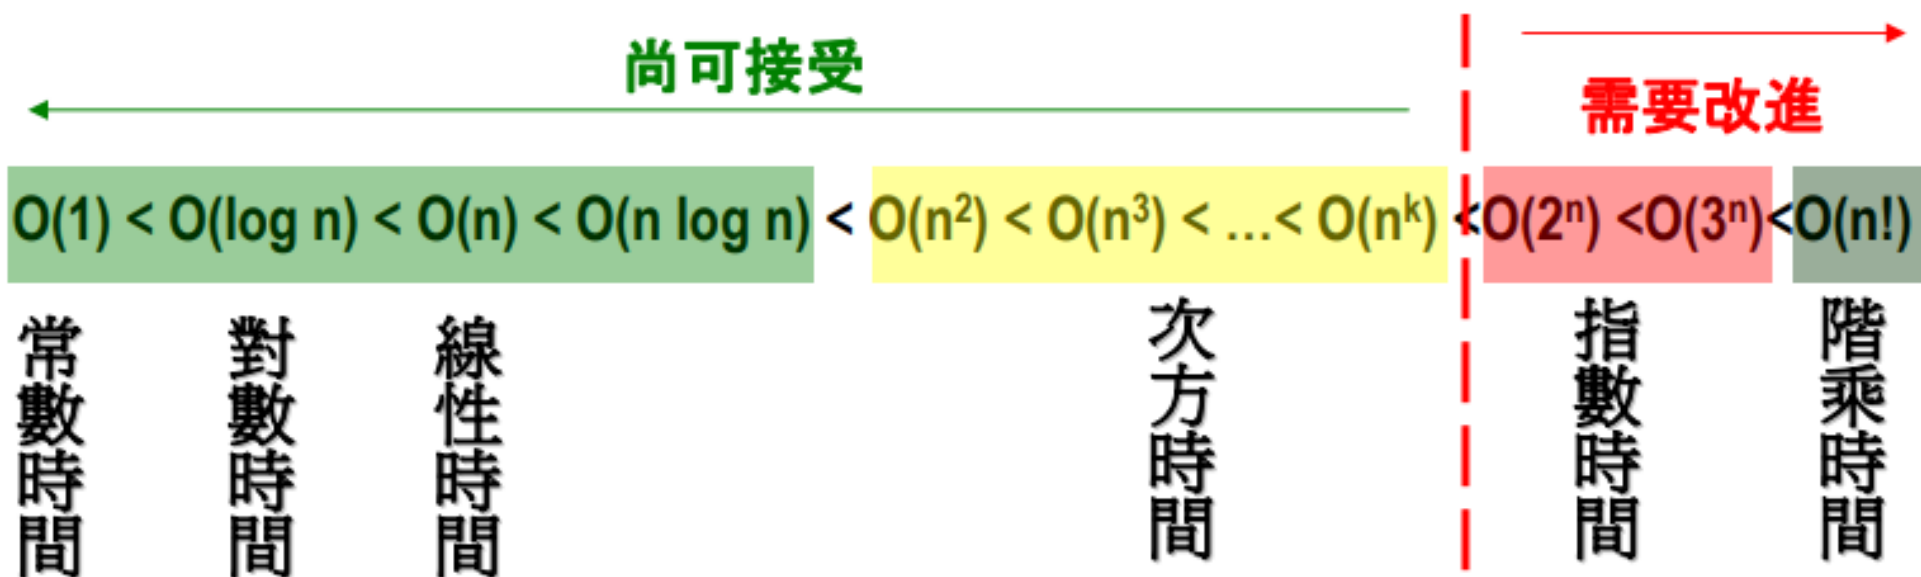 尚可接受
需要改進
O(1) < O(log n) < O(n) < O(n log n) < O(n²) < O(n³) < ...< O(nᵏ) <O(2ⁿ) <O(3ⁿ)<O(n!)
常數時間
對數時間
線性時間
次方時間
指數時間
階乘時間